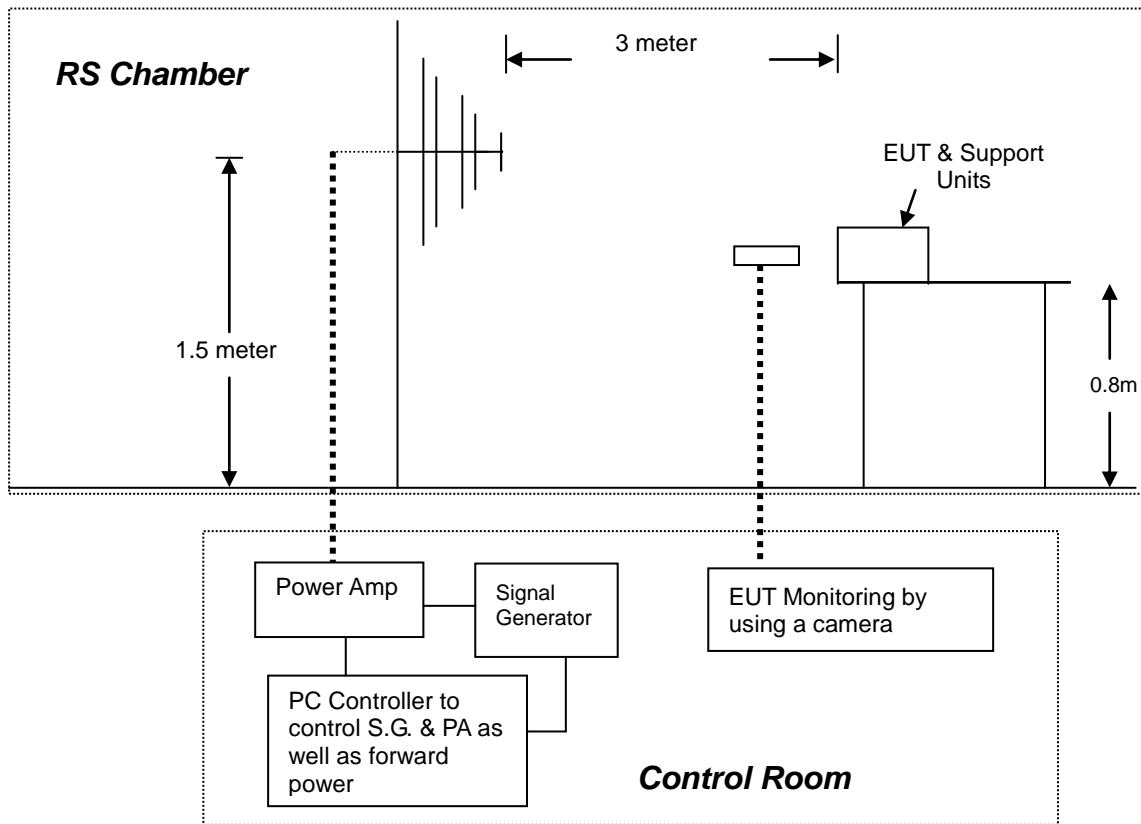 3 meter
RS Chamber
EUT & Support
Units
1.5 meter
0.8m
Power Amp
Signal
Generator
EUT Monitoring by
using a camera
PC Controller to
control S.G. & PA as
well as forward
power
Control Room